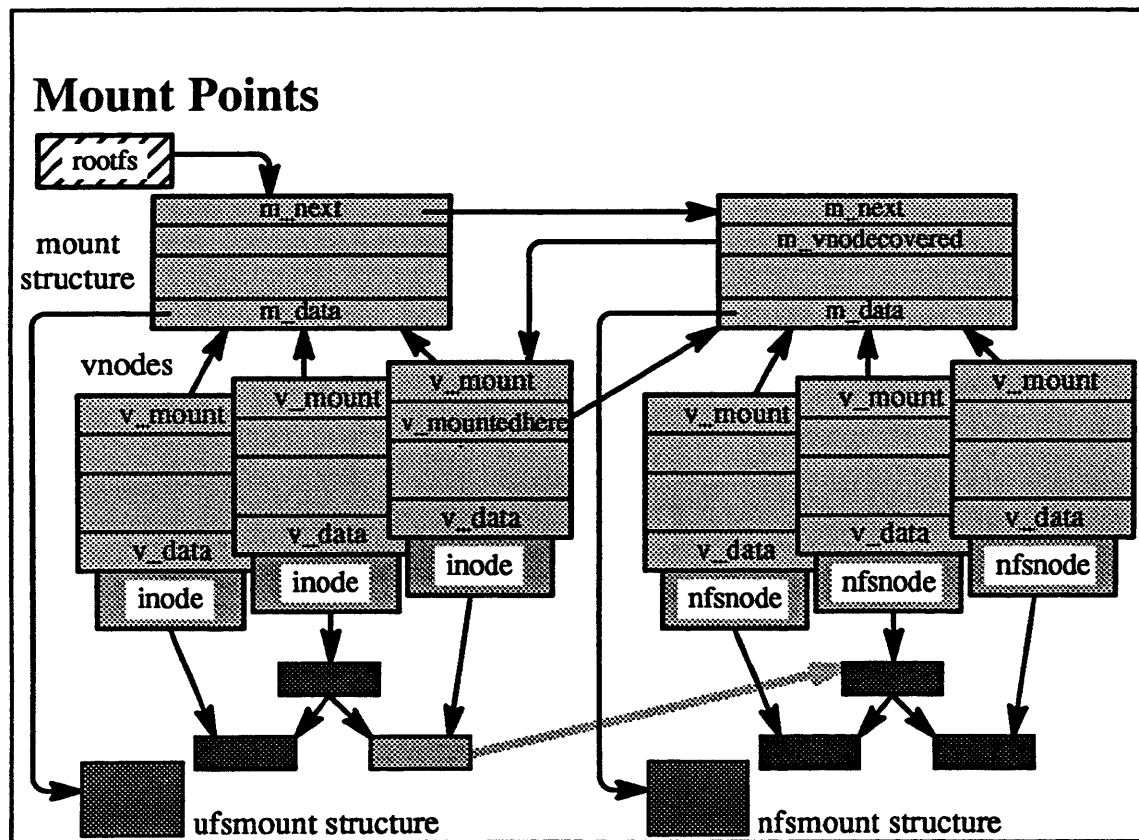 Mount Points
rootfs
m_next
m_next
mount
structure
m_vnodecovered
m_data
m_data
vnodes
v_mount
v_mount
v_mount
v_mountedhere
v_data
v_data
v_data
inode
inode
inode
v_mount
v_mount
v_mount
v_data
v_data
v_data
nfsnode
nfsnode
nfsnode
ufsmount structure
nfsmount structure